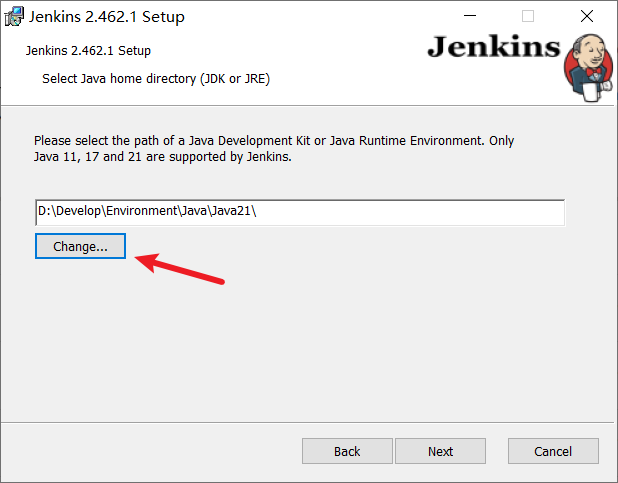 Jenkins 2.462.1 Setup
Jenkins 2.462.1 Setup
Jenkins
Select Java home directory (JDK or JRE)
Please select the path of a Java Development Kit or Java Runtime Environment. Only
Java 11, 17 and 21 are supported by Jenkins.
D:\Develop\Environment\Java\Java21\
Change...
Back
Next
Cancel